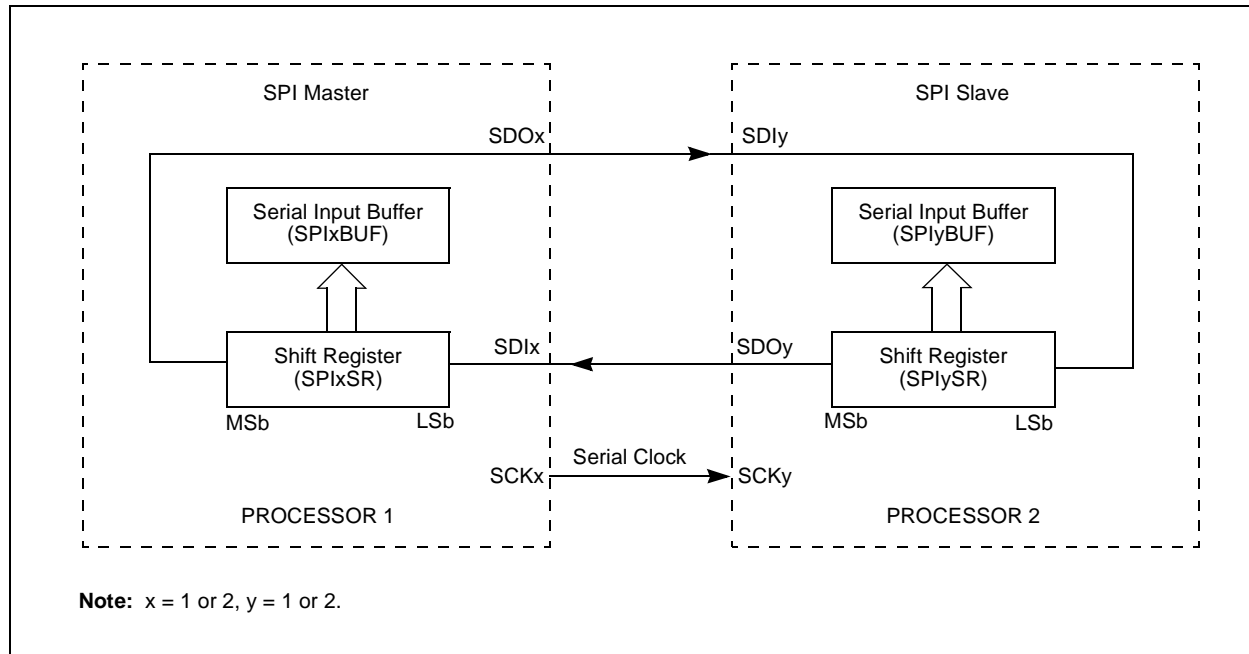 SPI Master
SPI Slave
SDOx
SDIy
Serial Input Buffer
(SPIxBUF)
Serial Input Buffer
(SPIyBUF)
SDIx
SDOy
Shift Register
(SPIxSR)
Shift Register
(SPIySR)
MSb
LSb
MSb
LSb
Serial Clock
SCKx
SCKy
PROCESSOR 1
PROCESSOR 2
Note: x = 1 or 2, y = 1 or 2.